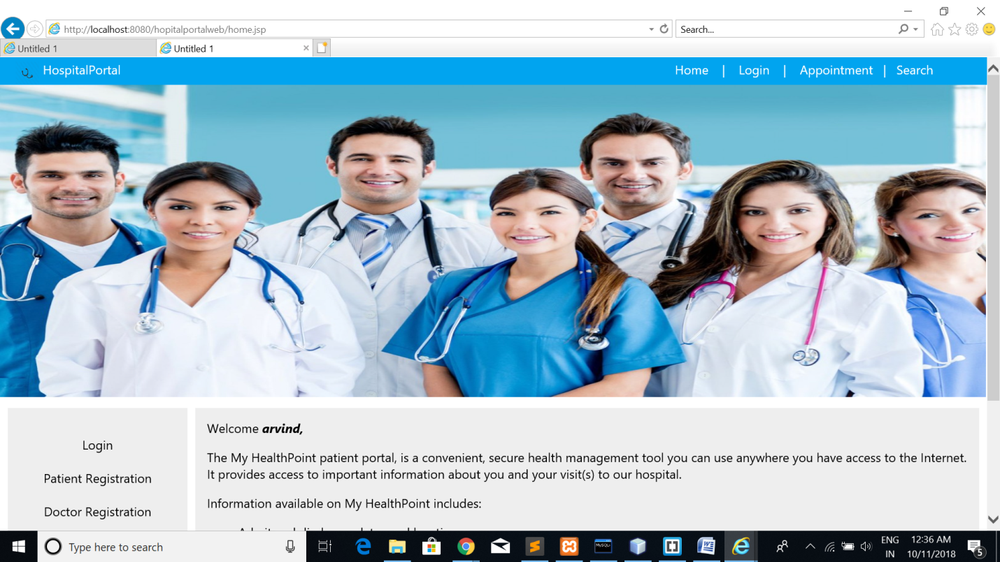 http://localhost:8080/hopitalportalweb/home.jsp
Search...
Untitled 1
Untitled 1
HospitalPortal
Home | Login | Appointment | Search
Login
Patient Registration
Doctor Registration
Welcome arvind,
The My HealthPoint patient portal, is a convenient, secure health management tool you can use anywhere you have access to the Internet.
It provides access to important information about you and your visit(s) to our hospital.
Information available on My HealthPoint includes:
Type here to search
MySQL
ENG
IN
12:36 AM
10/11/2018
5